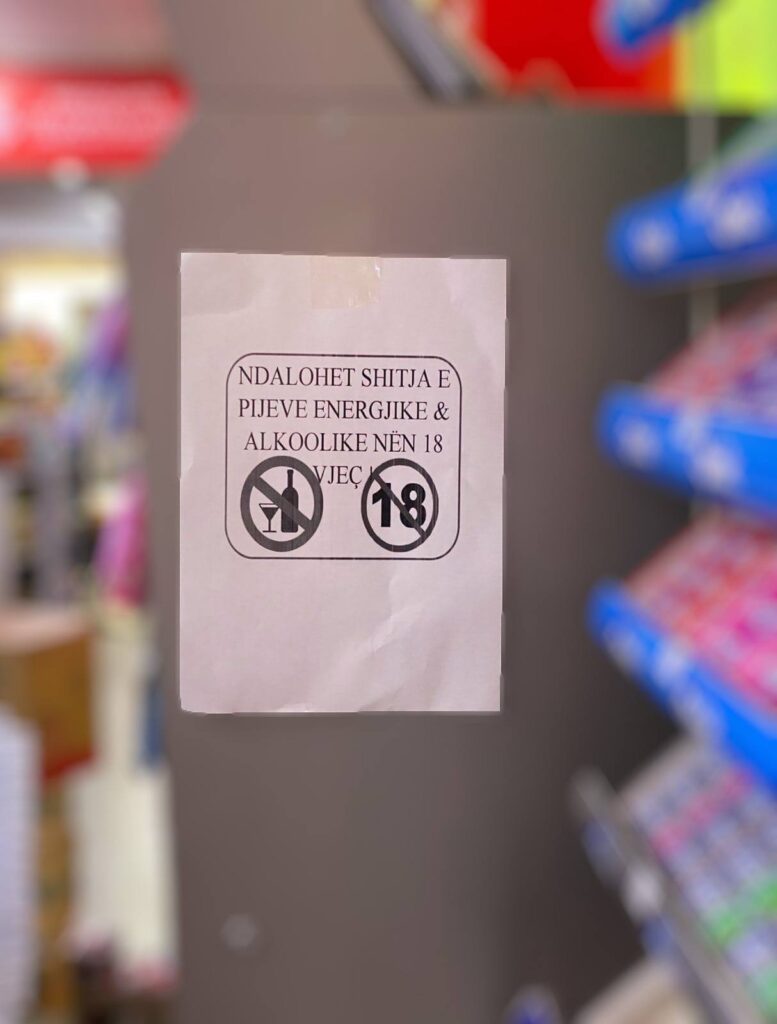 NDALOHET SHITJA E
PIJEVE ENERGJIKE &
ALKOOLIKE NËN 18
VJEÇ !
18